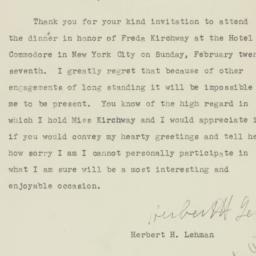 Thank you for your kind invitation to attend
the dinner in honor of Freda Kirchway at the Hotel
Commodore in New York City on Sunday, February twen
seventh. I greatly regret that because of other
engagements of long standing it will be impossible
me to be present. You know of the high regard in
which I hold Miss Kirchway and I would appreciate i
if you would convey my hearty greetings and tell he
how sorry I am I cannot personally participate in
what I am sure will be a most interesting and
enjoyable occasion.
Herbert H Le
Herbert H. Lehman